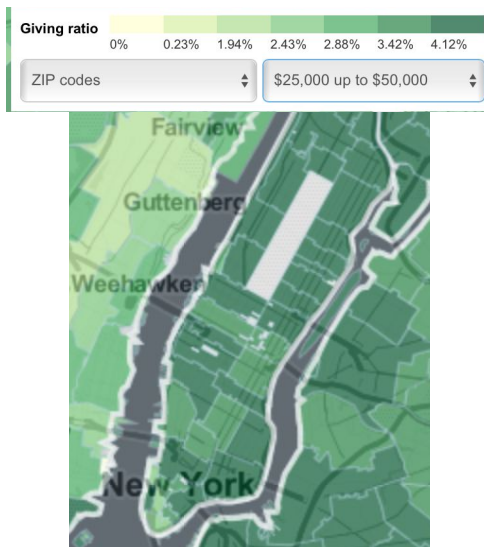 Giving ratio
0% 0.23% 1.94% 2.43% 2.88% 3.42% 4.12%
ZIP codes $25,000 up to $50,000
Fairview
Guttenberg
Weehawken
New York